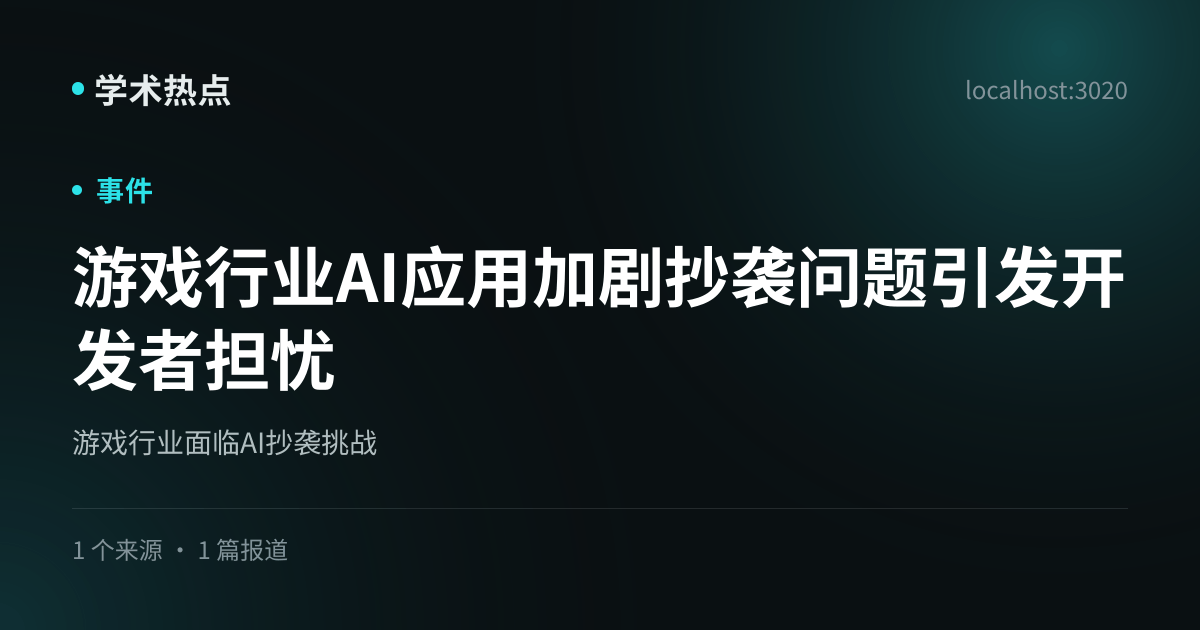 学术热点
localhost:3020
事件
游戏行业AI应用加剧抄袭问题引发开
发者担忧
游戏行业面临AI抄袭挑战
1 个来源 · 1 篇报道